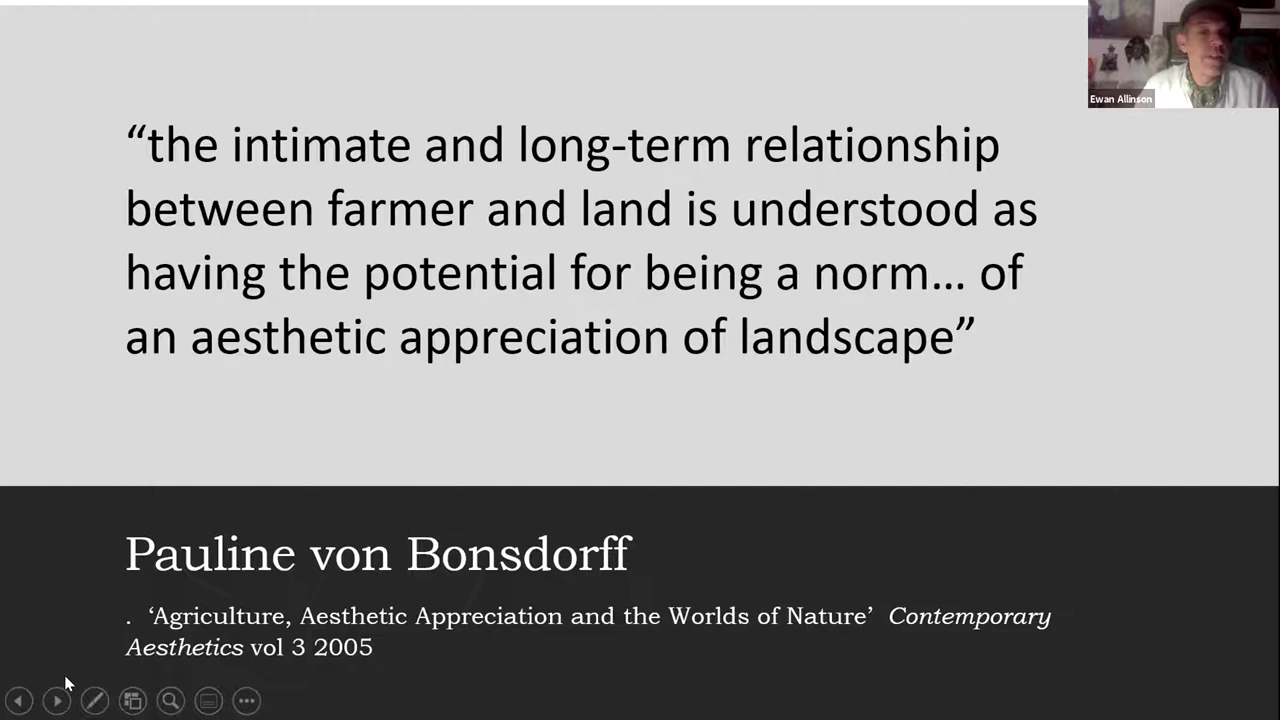 Ewan Allinson
“the intimate and long-term relationship
between farmer and land is understood as
having the potential for being a norm… of
an aesthetic appreciation of landscape”
Pauline von Bonsdorff
. ‘Agriculture, Aesthetic Appreciation and the Worlds of Nature’ Contemporary
Aesthetics vol 3 2005